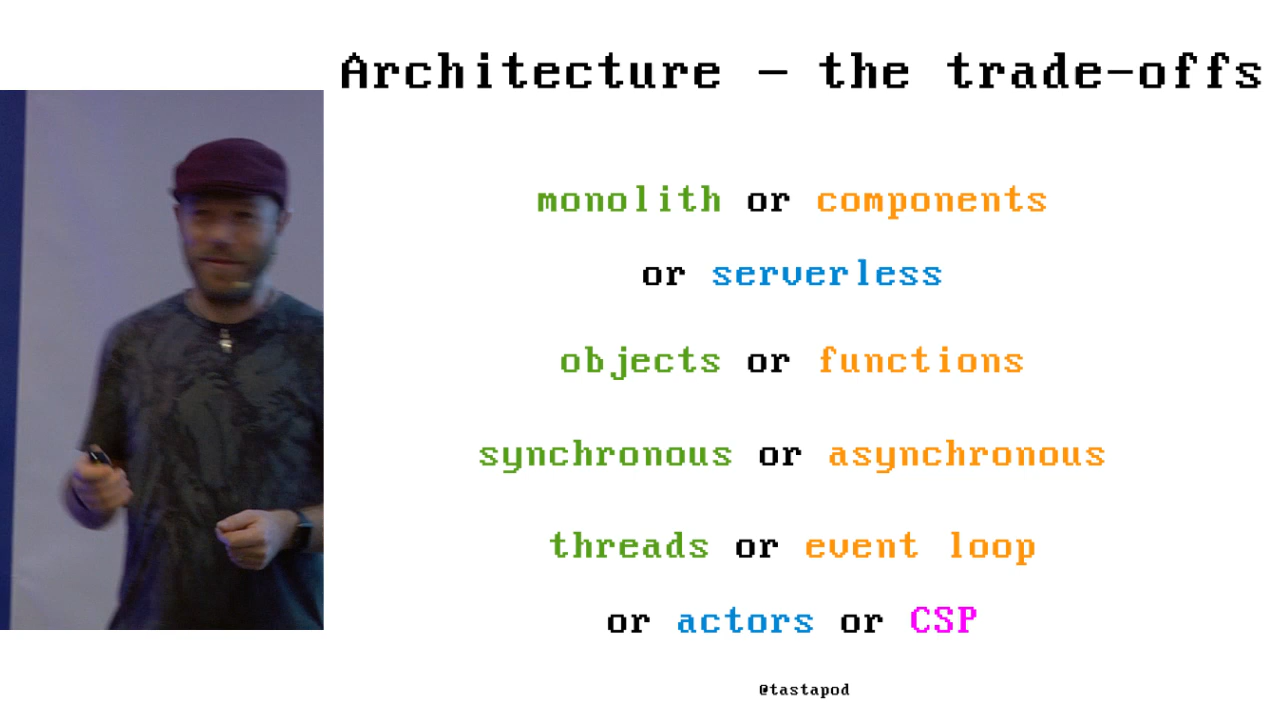 Architecture – the trade-offs
monolith or components
or serverless
objects or functions
synchronous or asynchronous
threads or event loop
or actors or CSP
@tastapod